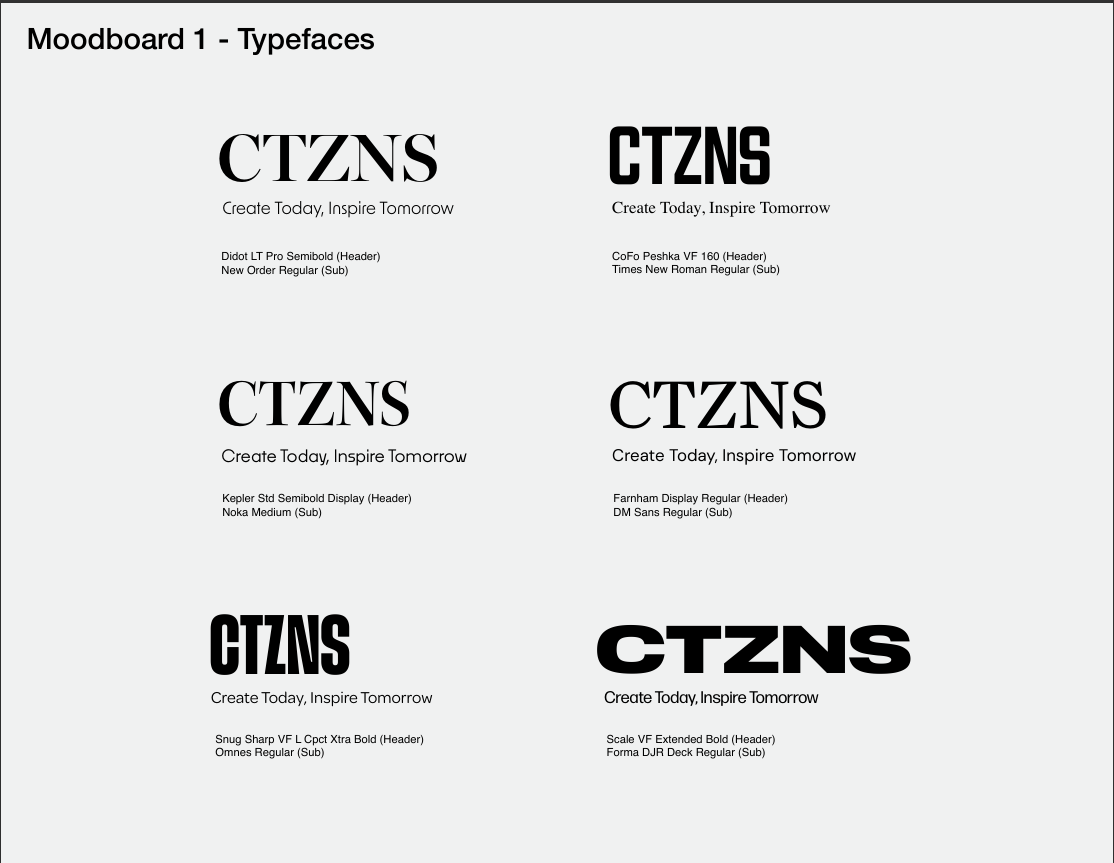 Moodboard 1 - Typefaces
CTZNS
Create Today, Inspire Tomorrow
Didot LT Pro Semibold (Header)
New Order Regular (Sub)
CTZNS
Create Today, Inspire Tomorrow
CoFo Peshka VF 160 (Header)
Times New Roman Regular (Sub)
CTZNS
Create Today, Inspire Tomorrow
Kepler Std Semibold Display (Header)
Noka Medium (Sub)
CTZNS
Create Today, Inspire Tomorrow
Farnham Display Regular (Header)
DM Sans Regular (Sub)
CTZNS
Create Today, Inspire Tomorrow
Snug Sharp VF L Cpct Xtra Bold (Header)
Omnes Regular (Sub)
CTZNS
Create Today, Inspire Tomorrow
Scale VF Extended Bold (Header)
Forma DJR Deck Regular (Sub)